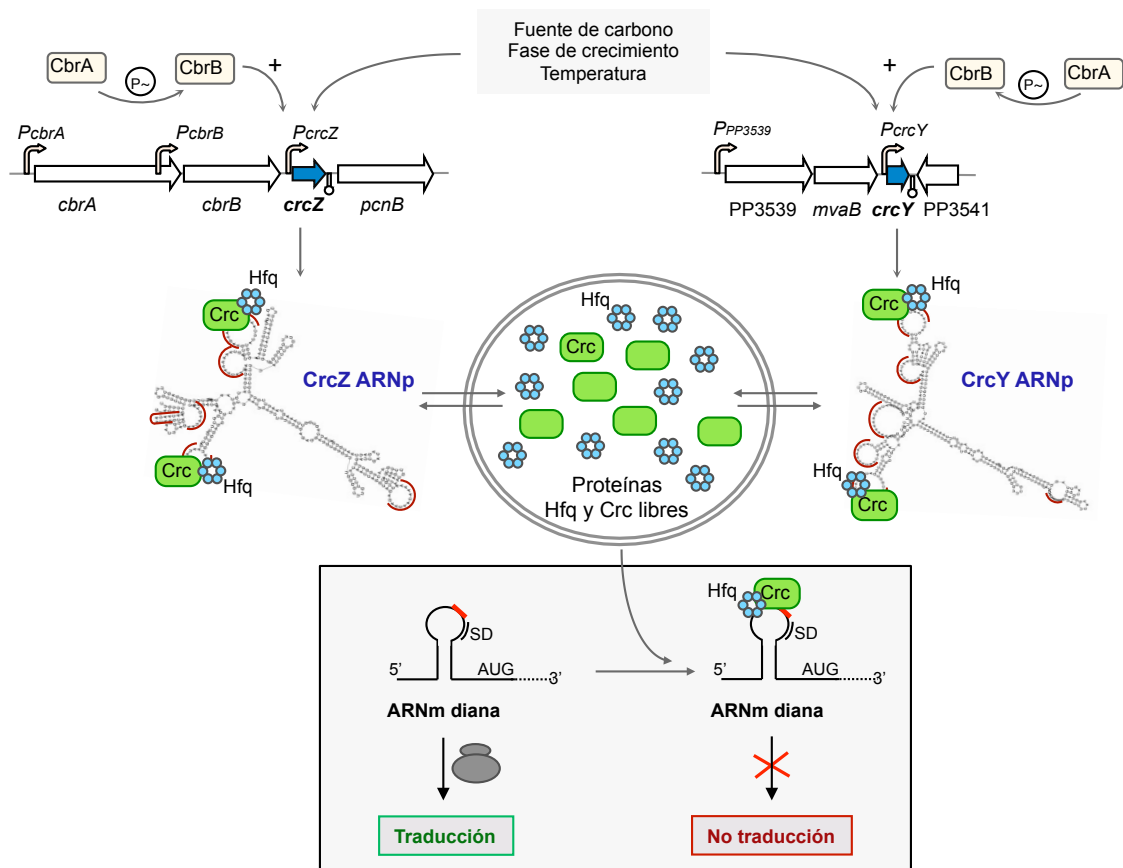 Fuente de carbono
Fase de crecimiento
Temperatura
CbrA
P~
CbrB
+
+
CbrB
P~
CbrA
PcbrA
PcbrB
PcrcZ
PPP3539
PcrcY
cbrA
cbrB
crcZ
pcnB
PP3539
mvaB
crcY
PP3541
Hfq
Crc
CrcZ ARNp
Crc
Hfq
Hfq
Crc
Proteínas
Hfq y Crc libres
Hfq
Crc
CrcY ARNp
Hfq
Crc
SD
5’
AUG
3’
ARNm diana
Traducción
Hfq
Crc
SD
5’
AUG
3’
ARNm diana
No traducción